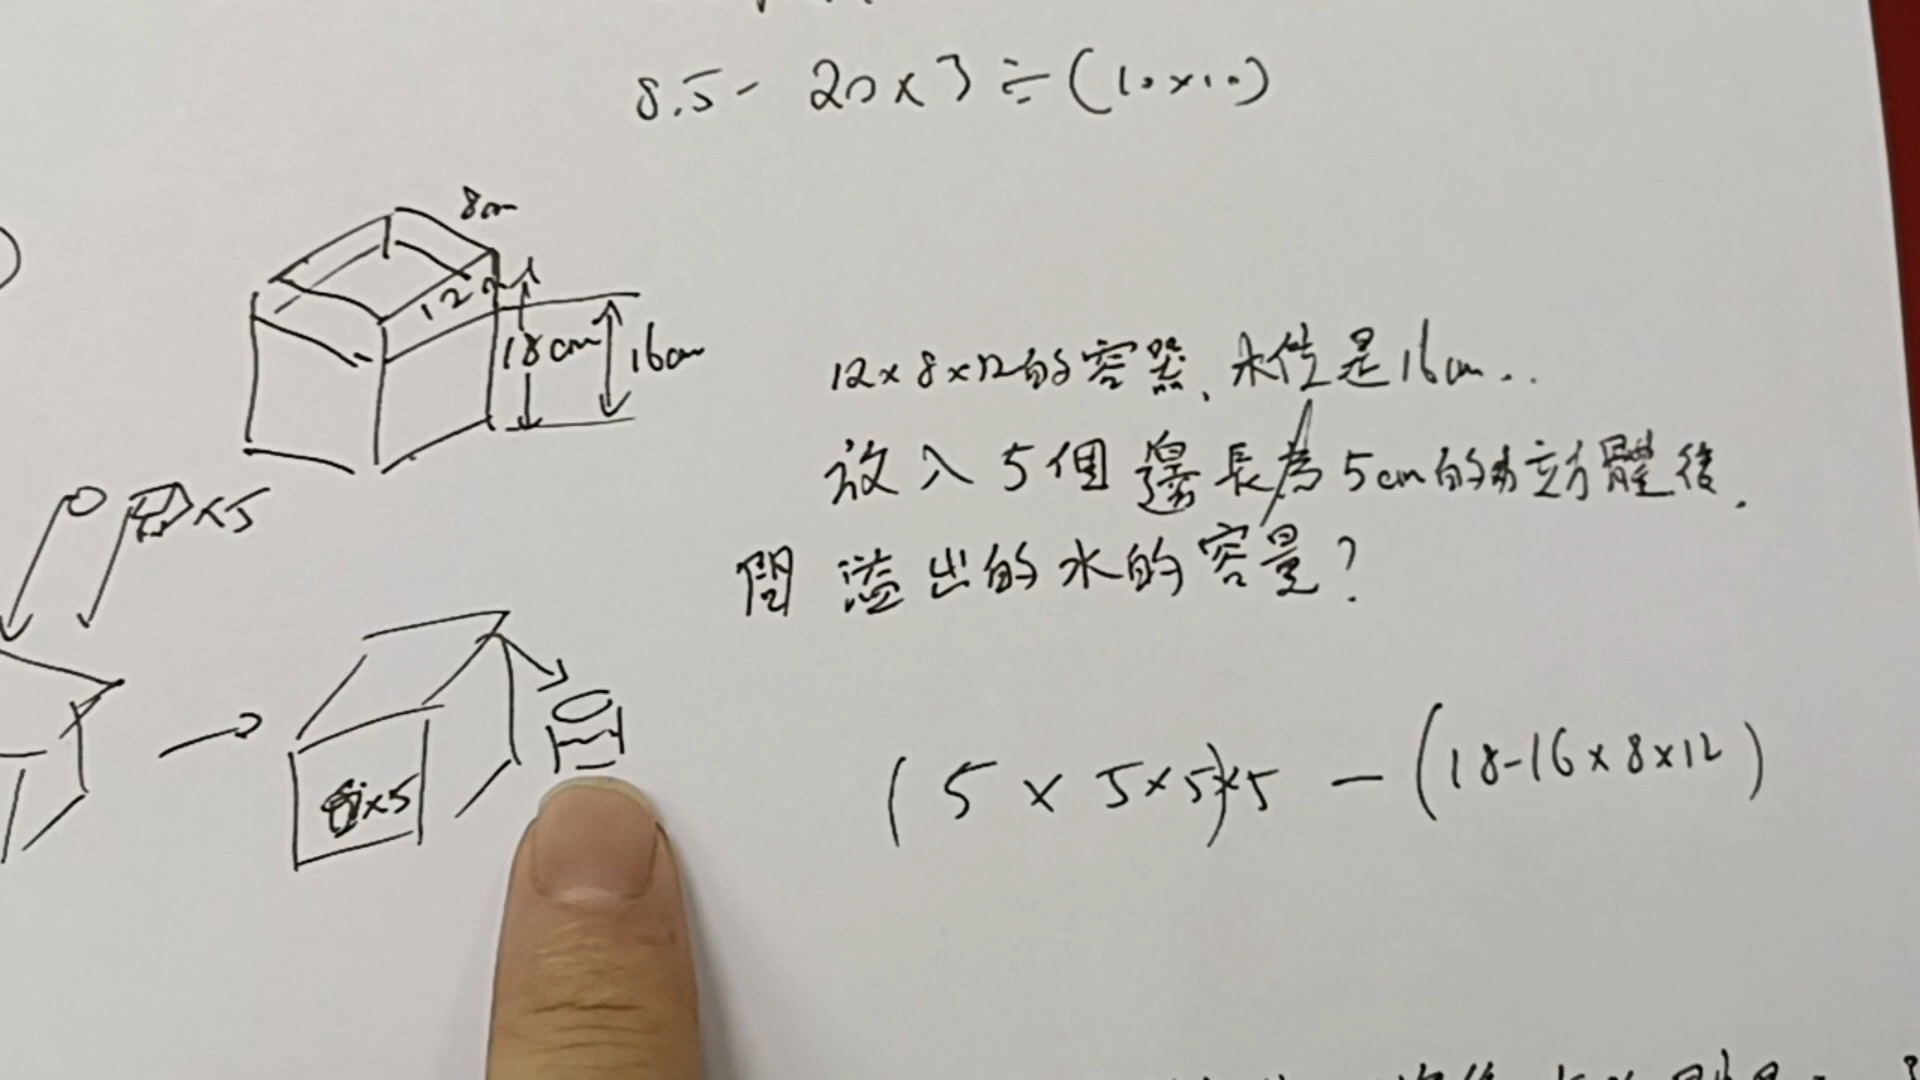 8.5 - 20×3÷(10×10)
8cm
12cm
18cm
16cm
12×8×12的容器、水位是16cm..
放入5個邊長為5cm的立方體後.
問溢出的水的容量?
×5
×5
(5×5×5)×5-(18-16×8×12)